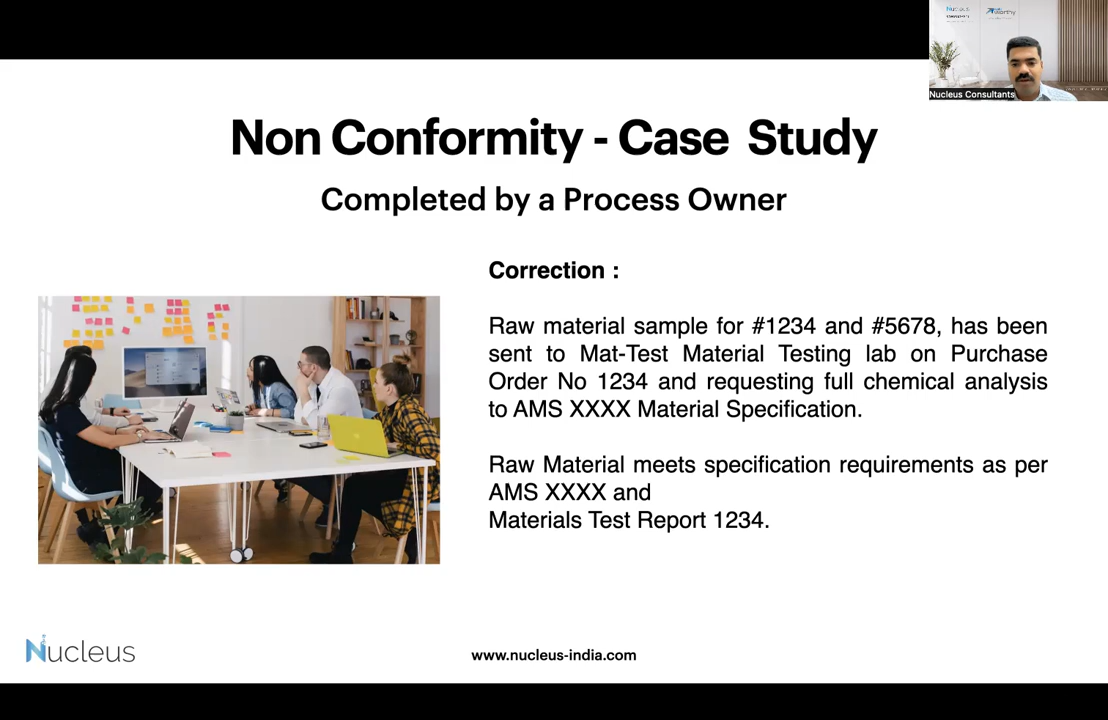 Nucleus
Nucleus Consultants
Non Conformity - Case Study
Completed by a Process Owner
Correction :
Raw material sample for #1234 and #5678, has been
sent to Mat-Test Material Testing lab on Purchase
Order No 1234 and requesting full chemical analysis
to AMS XXXX Material Specification.
Raw Material meets specification requirements as per
AMS XXXX and
Materials Test Report 1234.
Nucleus
www.nucleus-india.com